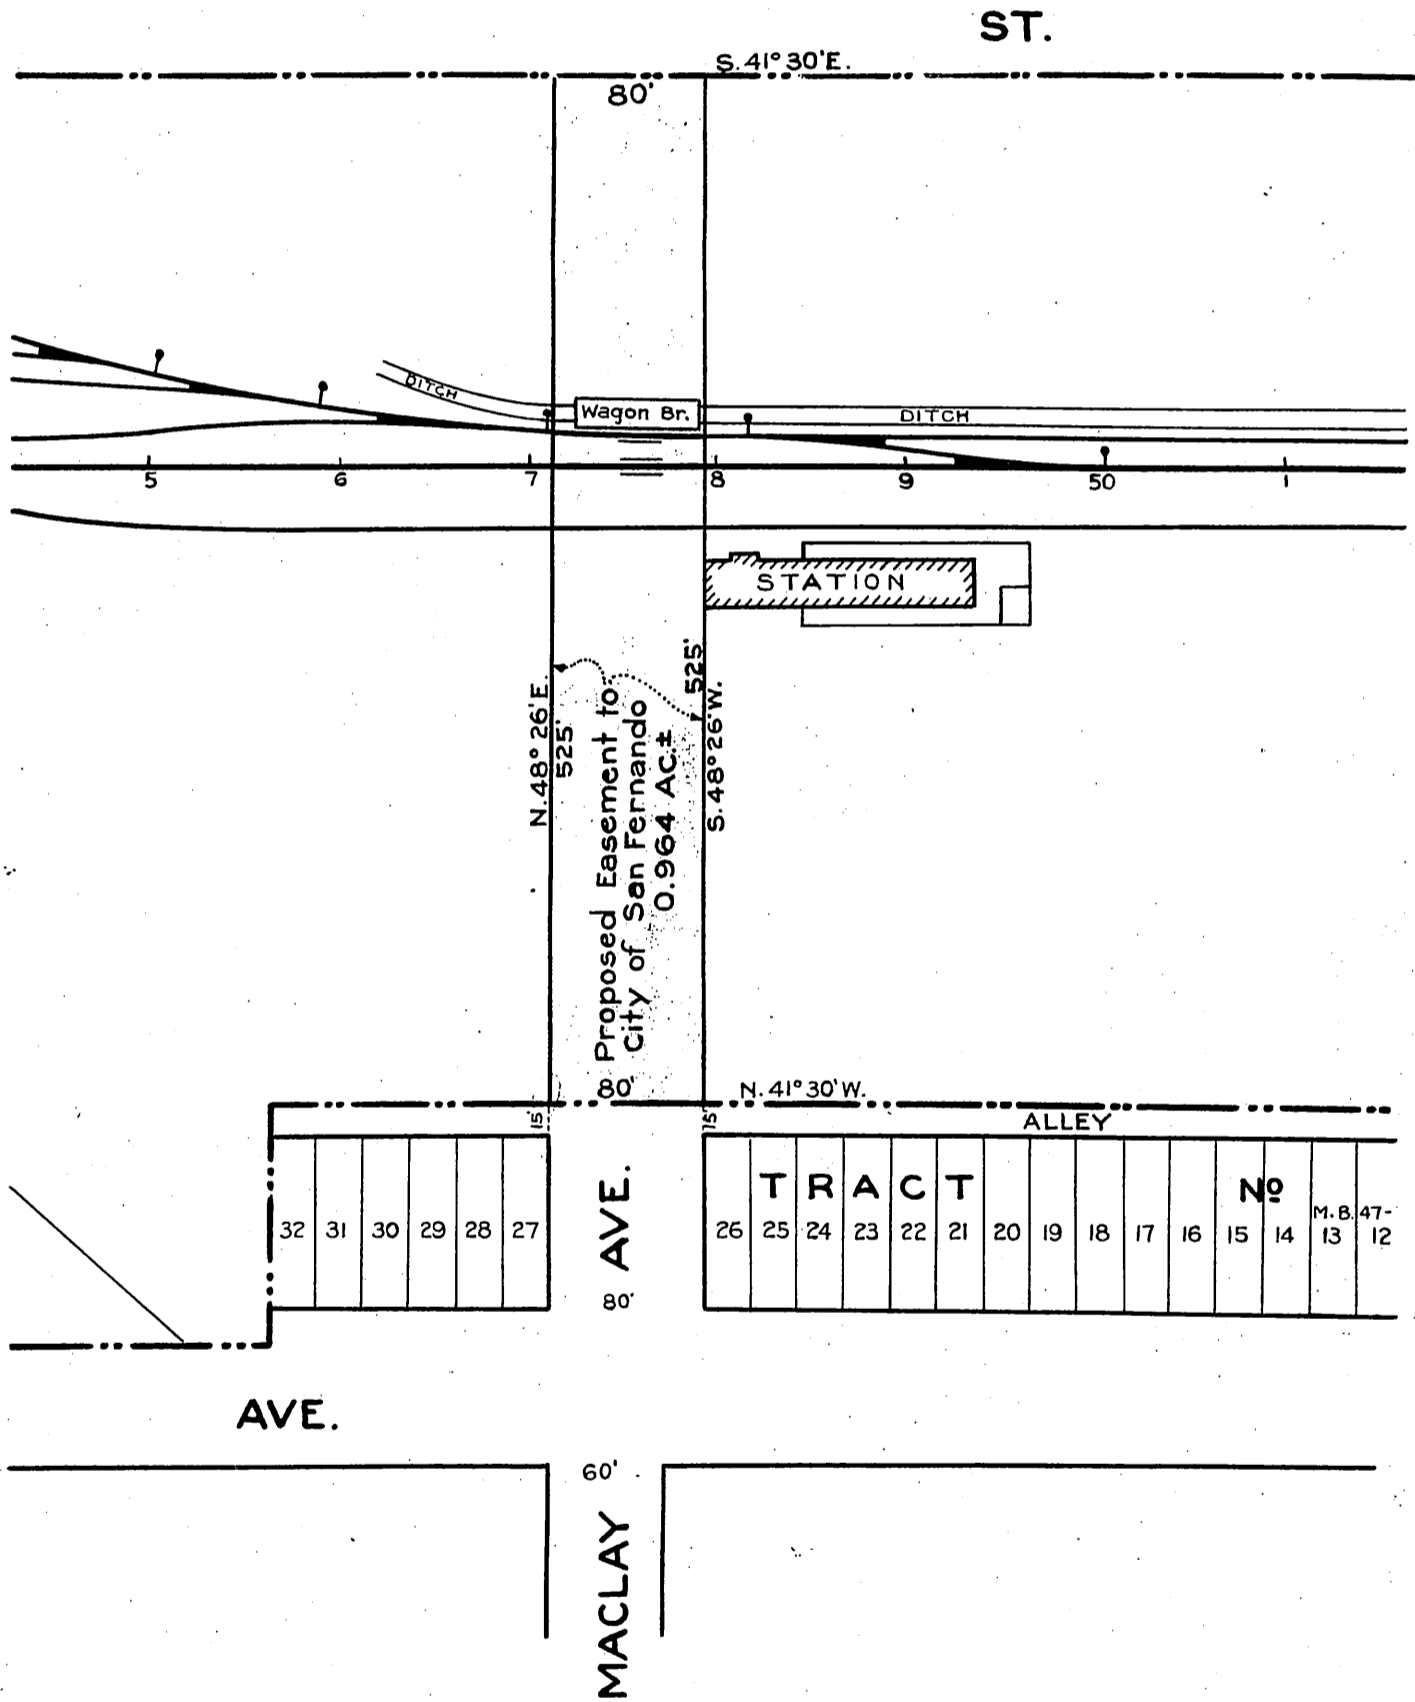 ST.
S. 41° 30' E.
80'
DITCH
Wagon Br.
DITCH
5 6 7 8 9 50 1
STATION
N. 48° 26' E.
525'
Proposed Easement to
City of San Fernando
0.964 AC.±
525'
S. 48° 26' W.
80'
N. 41° 30' W.
15'
15'
ALLEY
TRACT Nº
M. B. 47-
32 31 30 29 28 27
26 25 24 23 22 21 20 19 18 17 16 15 14 13 12
AVE.
80'
AVE.
60'
MACLAY